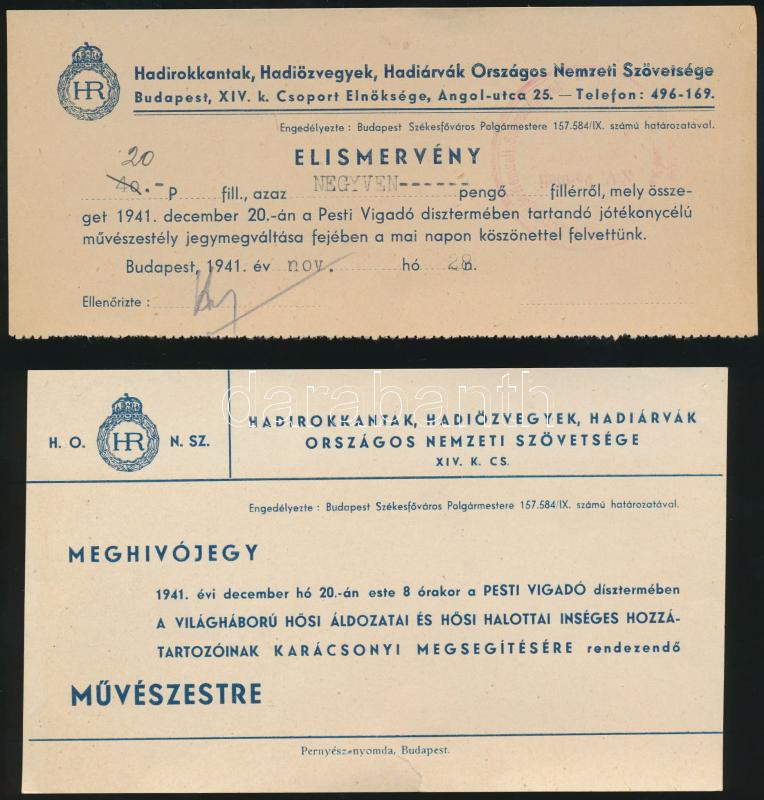 HR
Hadirokkantak, Hadiözvegyek, Hadiárvák Országos Nemzeti Szövetsége
Budapest, XIV. k. Csoport Elnöksége, Angol-utca 25. — Telefon: 496-169.
Engedélyezte: Budapest Székesfőváros Polgármestere 157.584/IX. számú határozatával.
ELISMERVÉNY
20
40.- P fill., azaz NEGYVEN------ pengő fillérről, mely össze-
get 1941. december 20.-án a Pesti Vigadó disztermében tartandó jótékonycélú
művészestély jegymegváltása fejében a mai napon köszönettel felvettünk.
Budapest, 1941. év nov. hó 28.n.
Ellenőrizte:
darabanth
H. O. HR N. SZ.
HADIROKKANTAK, HADIÖZVEGYEK, HADIÁRVÁK
ORSZÁGOS NEMZETI SZÖVETSÉGE
XIV. K. CS.
Engedélyezte: Budapest Székesfőváros Polgármestere 157.584/IX. számú határozatával.
MEGHIVÓJEGY
1941. évi december hó 20.-án este 8 órakor a PESTI VIGADÓ dísztermében
A VILÁGHÁBORÚ HŐSI ÁLDOZATAI ÉS HŐSI HALOTTAI INSÉGES HOZZÁ-
TARTOZÓINAK KARÁCSONYI MEGSEGÍTÉSÉRE rendezendő
MŰVÉSZESTRE
Pernyész-nyomda, Budapest.